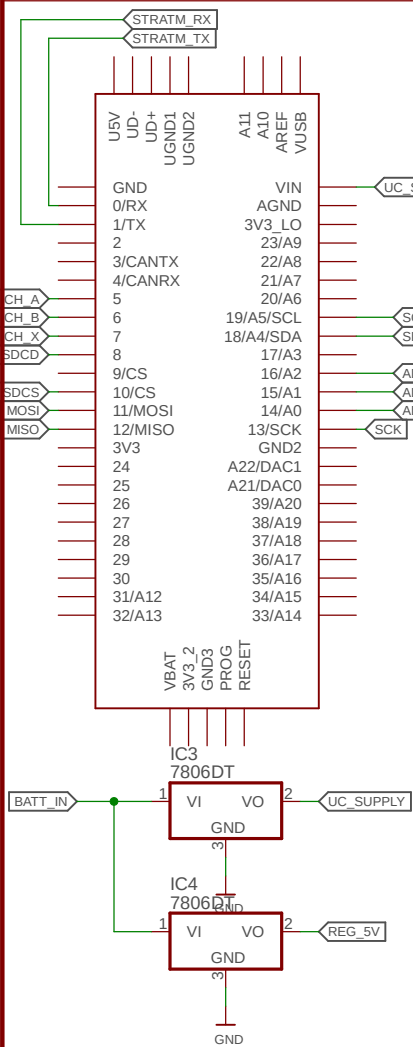 STRATM_RX
STRATM_TX
U5V
UD-
UD+
UGND1
UGND2
A11
A10
AREF
VUSB
GND VIN UC_S
0/RX AGND
1/TX 3V3_LO
2 23/A9
3/CANTX 22/A8
4/CANRX 21/A7
CH_A 5 20/A6
CH_B 6 19/A5/SCL
CH_X 7 18/A4/SDA
SDCD 8 17/A3
9/CS 16/A2
SDCS 10/CS 15/A1
MOSI 11/MOSI 14/A0
MISO 12/MISO 13/SCK SCK
3V3 GND2
24 A22/DAC1
25 A21/DAC0
26 39/A20
27 38/A19
28 37/A18
29 36/A17
30 35/A16
31/A12 34/A15
32/A13 33/A14
VBAT
3V3_2
GND3
PROG
RESET
IC3
7806DT
BATT_IN 1 VI VO 2 UC_SUPPLY
GND
3
GND
IC4
7806DT
1 VI VO 2 REG_5V
GND
3
GND